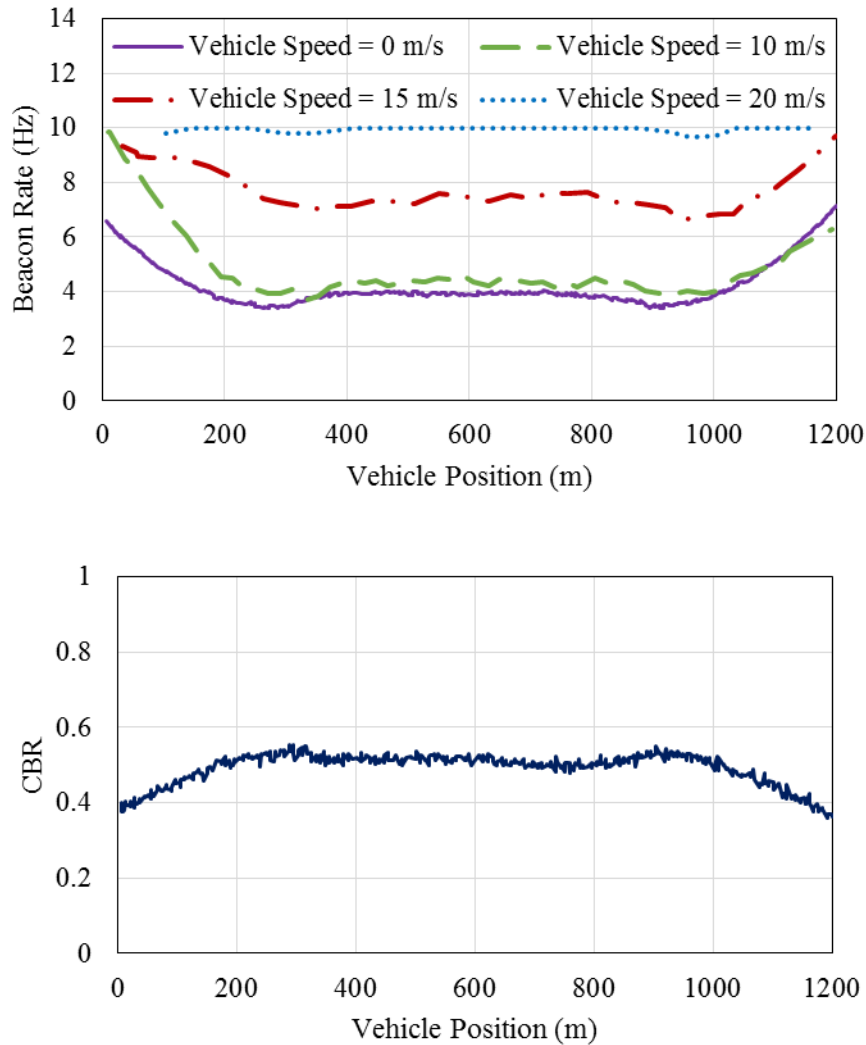 14
12
10
8
6
4
2
0
Beacon Rate (Hz)
Vehicle Speed = 0 m/s
Vehicle Speed = 10 m/s
Vehicle Speed = 15 m/s
Vehicle Speed = 20 m/s
0 200 400 600 800 1000 1200
Vehicle Position (m)
1
0.8
0.6
0.4
0.2
0
CBR
0 200 400 600 800 1000 1200
Vehicle Position (m)